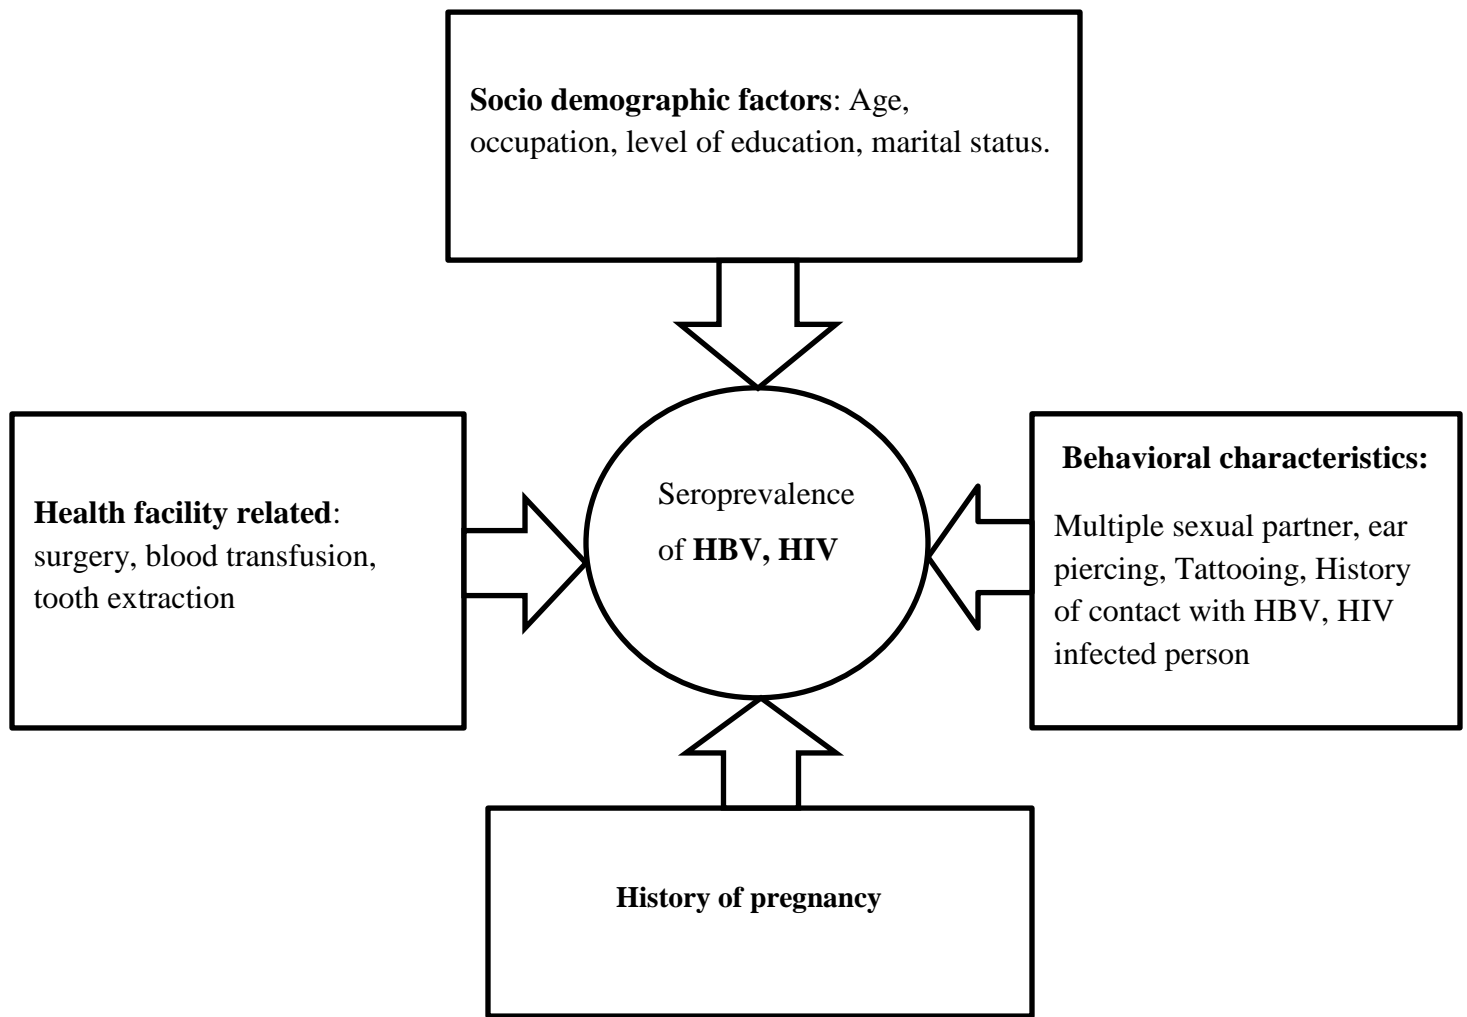 Socio demographic factors: Age,
occupation, level of education, marital status.
Health facility related:
surgery, blood transfusion,
tooth extraction
Seroprevalence
of HBV, HIV
Behavioral characteristics:
Multiple sexual partner, ear
piercing, Tattooing, History
of contact with HBV, HIV
infected person
History of pregnancy